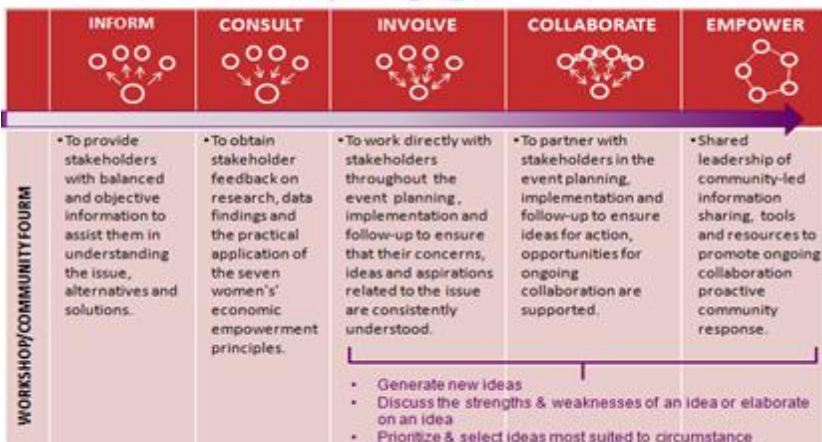 INFORM
CONSULT
INVOLVE
COLLABORATE
EMPOWER
WORKSHOP/COMMUNITY FOURM
•To provide
stakeholders
with balanced
and objective
information to
assist them in
understanding
the issue,
alternatives and
solutions.
•To obtain
stakeholder
feedback on
research, data
findings and
the practical
application of
the seven
women's'
economic
empowerment
principles.
•To work directly with
stakeholders
throughout the
event planning,
implementation and
follow-up to ensure
that their concerns,
ideas and aspirations
related to the issue
are consistently
understood.
•To partner with
stakeholders in the
event planning,
implementation and
follow-up to ensure
ideas for action,
opportunities for
ongoing
collaboration are
supported.
•Shared
leadership of
community-led
information
sharing, tools
and resources to
promote ongoing
collaboration
proactive
community
response.
• Generate new ideas
• Discuss the strengths & weaknesses of an idea or elaborate
on an idea
• Prioritize & select ideas most suited to circumstance